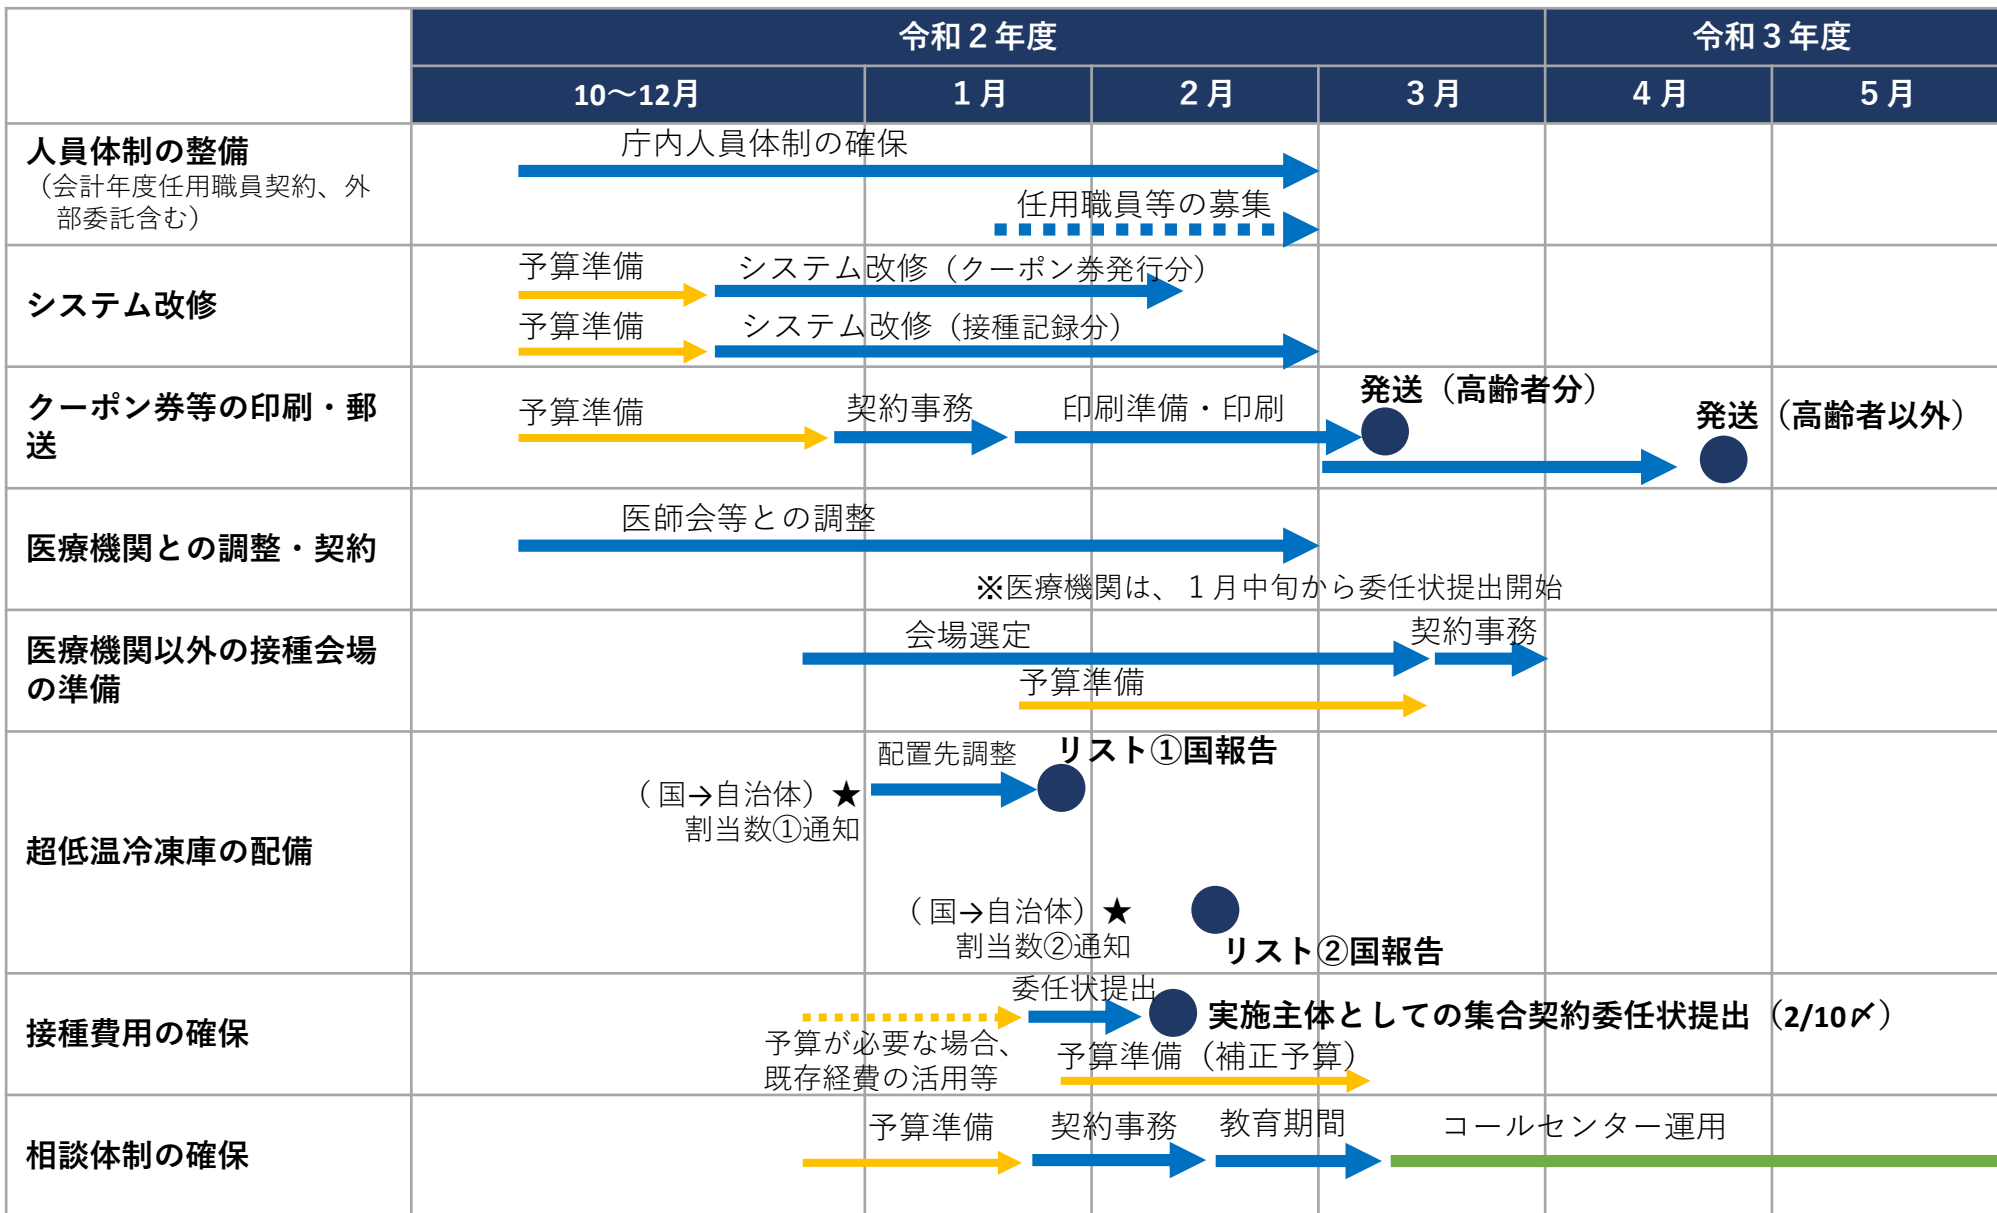 令和２年度
令和３年度
10～12月
１月
２月
３月
４月
５月
人員体制の整備
（会計年度任用職員契約、外
部委託含む）
庁内人員体制の確保
任用職員等の募集
システム改修
予算準備
システム改修（クーポン券発行分）
予算準備
システム改修（接種記録分）
クーポン券等の印刷・郵
送
予算準備
契約事務
印刷準備・印刷
発送（高齢者分）
発送（高齢者以外）
医療機関との調整・契約
医師会等との調整
※医療機関は、１月中旬から委任状提出開始
医療機関以外の接種会場
の準備
会場選定
契約事務
予算準備
超低温冷凍庫の配備
（国→自治体）★
割当数①通知
配置先調整
リスト①国報告
（国→自治体）★
割当数②通知
リスト②国報告
接種費用の確保
予算が必要な場合、
既存経費の活用等
委任状提出
実施主体としての集合契約委任状提出（2/10〆）
予算準備（補正予算）
相談体制の確保
予算準備
契約事務
教育期間
コールセンター運用